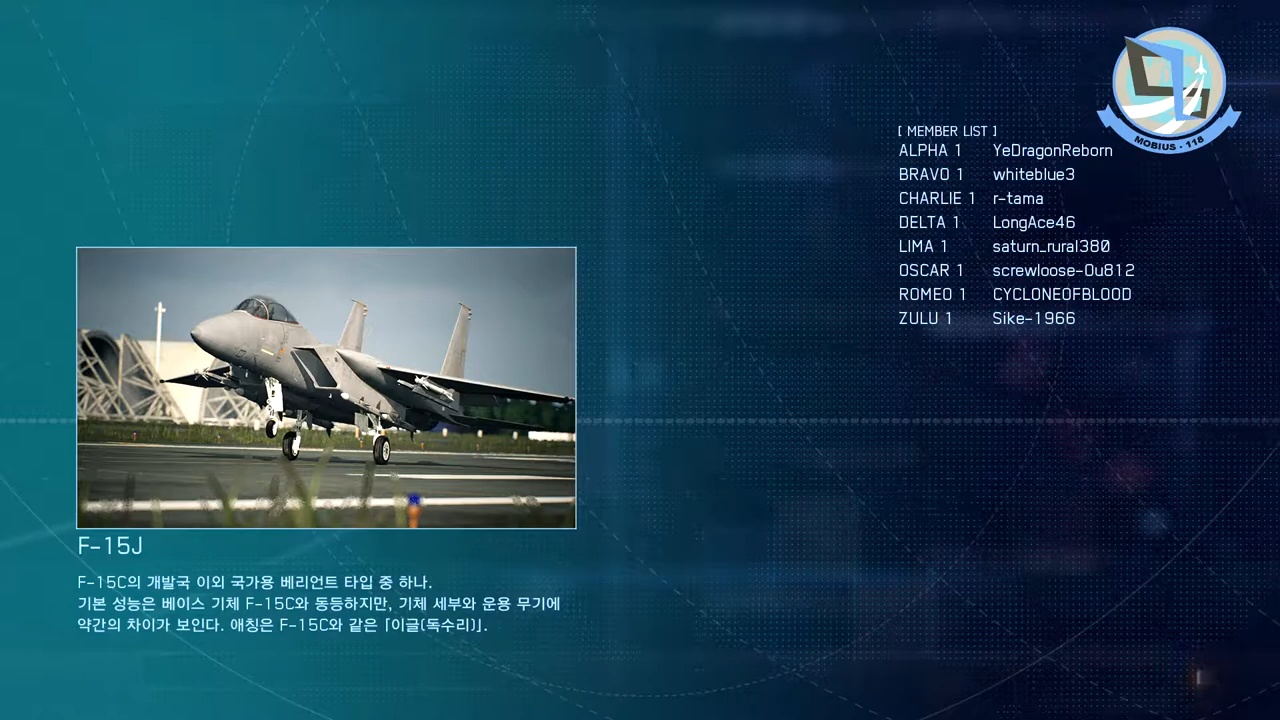 MOBIUS - 118
[ MEMBER LIST ]
ALPHA 1 YeDragonReborn
BRAVO 1 whiteblue3
CHARLIE 1 r-tama
DELTA 1 LongAce46
LIMA 1 saturn_rural380
OSCAR 1 screwloose-0u812
ROMEO 1 CYCLONEOFBLOOD
ZULU 1 Sike-1966
F-15J
F-15C의 개발국 이외 국가용 베리언트 타입 중 하나.
기본 성능은 베이스 기체 F-15C와 동등하지만, 기체 세부와 운용 무기에
약간의 차이가 보인다. 애칭은 F-15C와 같은 「이글(독수리)」.